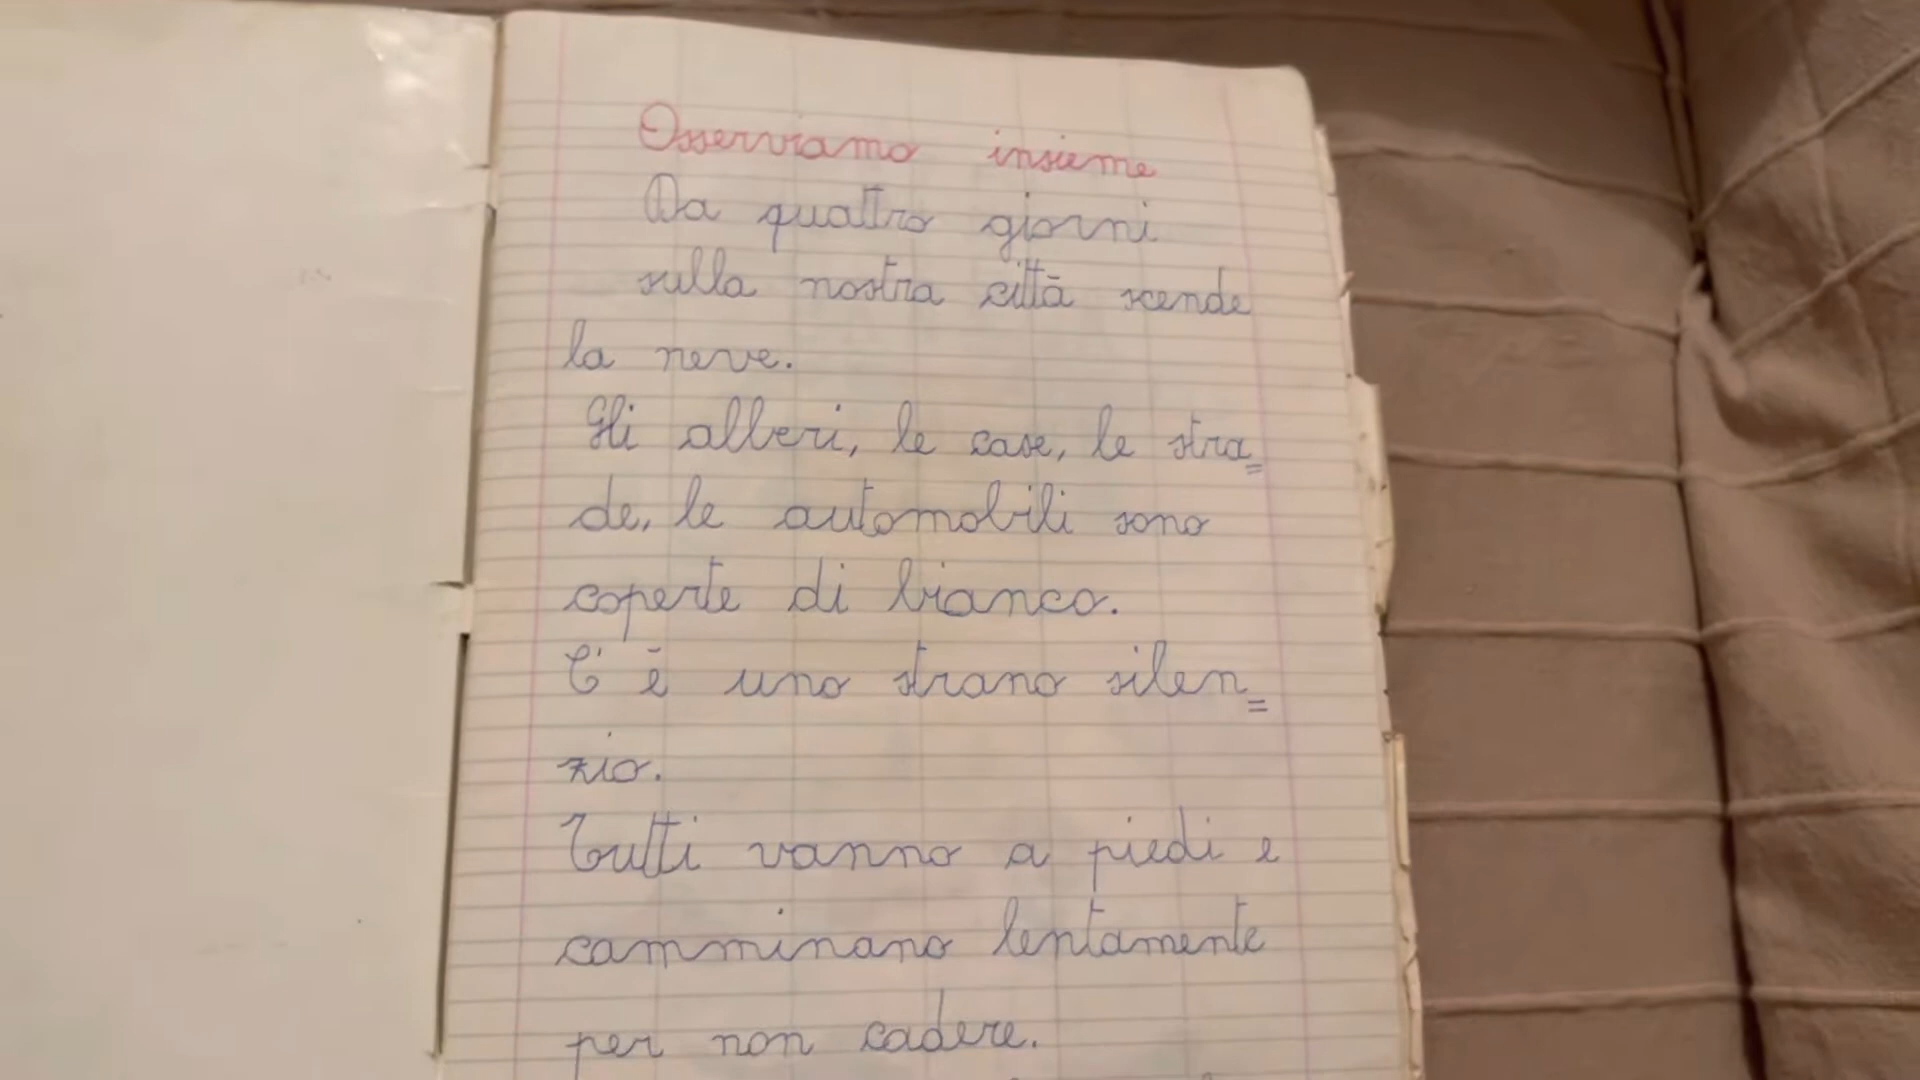 Osserviamo insieme
Da quattro giorni
sulla nostra città scende
la neve.
Gli alberi, le case, le stra=
de, le automobili sono
coperte di bianco.
C'è uno strano silen=
zio.
Tutti vanno a piedi e
camminano lentamente
per non cadere.